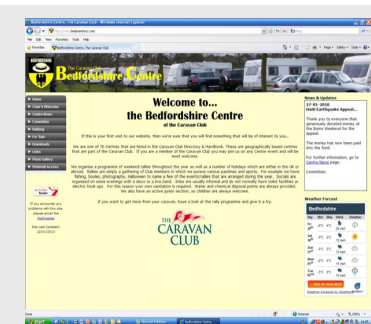 Bedfordshire Centre, The Caravan Club - Windows Internet Explorer
File Edit View Favorites Tools Help
Favorites Bedfordshire Centre, The Caravan Club
Page Safety Tools
The Caravan Club
Bedfordshire Centre
Home
Chair's Welcome
Centre News
Committee
Rallying
For Sale
Downloads
Links
Photo Gallery
Webmail Access
If you encounter any
problems with this site,
please email the
Webmaster
Site Last Updated:
Welcome to...
the Bedfordshire Centre
of the Caravan Club
If this is your first visit to our website, then we're sure that you will find something that will be of interest to you...
We are one of 70 Centres that are listed in the Caravan Club Directory & Handbook. These are geographically based centres
that are part of the Caravan Club. If you are a member of the Caravan Club you may join us on any Centre event and will be
most welcome.
We organise a programme of weekend rallies throughout the year as well as a number of holidays which are either in the UK or
abroad. Rallies are simply a gathering of Club members in which we pursue various pastimes and sports. For example we have
fishing, boules, photography, Halloween to name a few of the events/rallies that are arranged during the year. Socials are
organised on some evenings with a disco or a live band. Sites are usually informal and do not normally have toilet facilities or
electric hook ups. For this reason your own sanitation is required. Water and chemical disposal points are always provided.
We also have an active junior section, so children are always welcome.
If you want to get more from your caravan, have a look at the rally programme and give it a try.
THE
CARAVAN
CLUB
News & Updates
27-01-2010
Haiti Earthquake Appeal...
Thank you to everyone that
generously donated money at
the Burns Weekend for the
appeal.
The money has now been paid
into the fund.
For further information, go to
Centre News page.
Committee.
Weather Forecast
Bedfordshire
Day Min Max Wind Weather
Internet
start